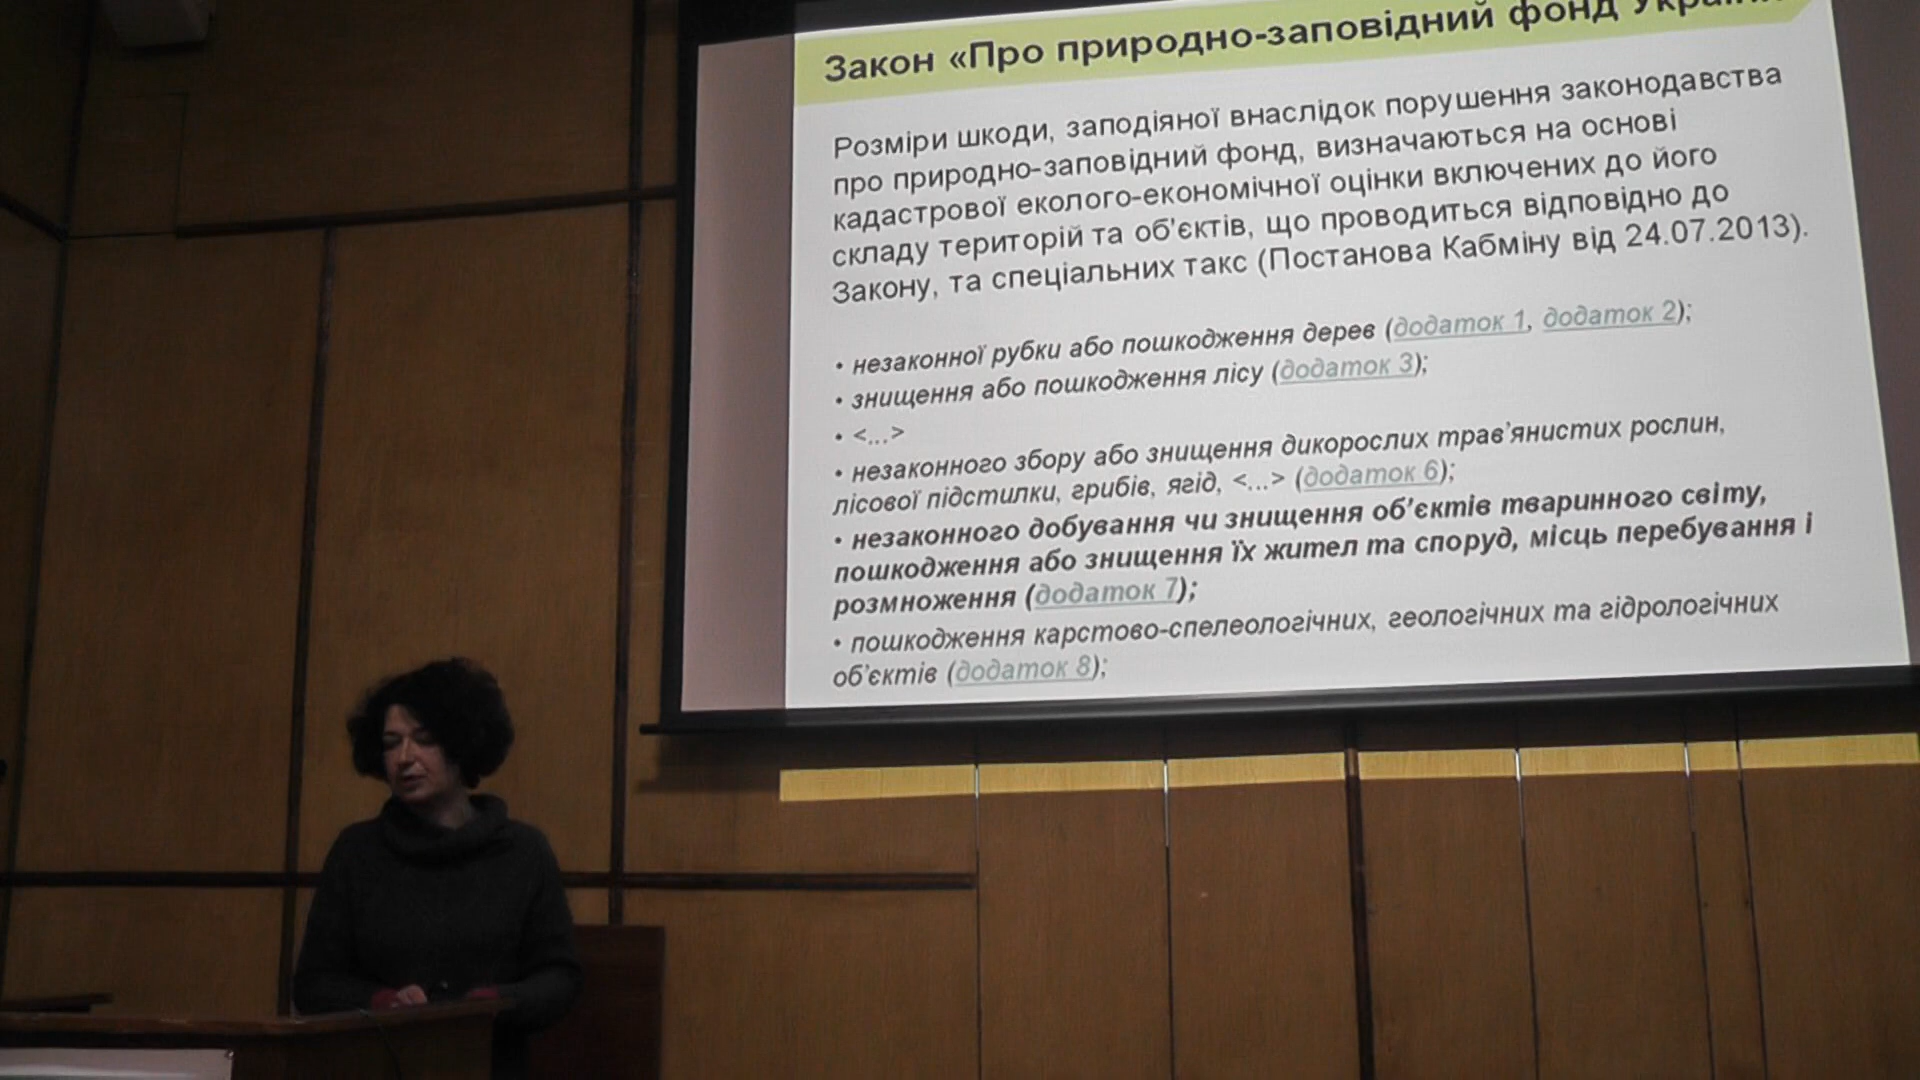 Закон «Про природно-заповідний фонд
Розміри шкоди, заподіяної внаслідок порушення законодавства
про природно-заповідний фонд, визначаються на основі
кадастрової еколого-економічної оцінки включених до його
складу територій та об'єктів, що проводиться відповідно до
Закону, та спеціальних такс (Постанова Кабміну від 24.07.2013).
• незаконної рубки або пошкодження дерев (додаток 1, додаток 2);
• знищення або пошкодження лісу (додаток 3);
• <...>
• незаконного збору або знищення дикорослих трав'янистих рослин,
лісової підстилки, грибів, ягід, <...> (додаток 6);
• незаконного добування чи знищення об'єктів тваринного світу,
пошкодження або знищення їх жител та споруд, місць перебування і
розмноження (додаток 7);
• пошкодження карстово-спелеологічних, геологічних та гідрологічних
об'єктів (додаток 8);